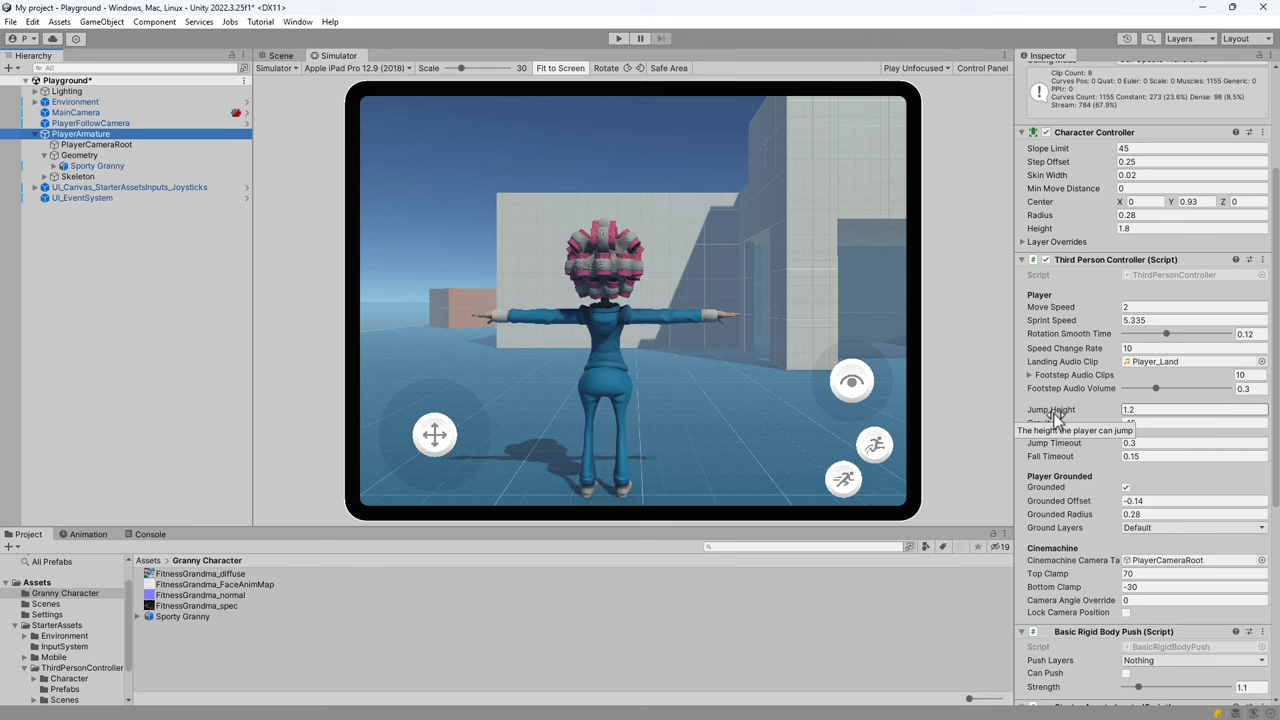 My project - Playground - Windows, Mac, Linux - Unity 2022.3.25f1* <DX11>
File Edit Assets GameObject Component Services Jobs Tutorial Window Help
P
Layers
Layout
Hierarchy
All
Playground*
Lighting
Environment
MainCamera
PlayerFollowCamera
PlayerArmature
PlayerCameraRoot
Geometry
Sporty Granny
Skeleton
UI_Canvas_StarterAssetsInputs_Joysticks
UI_EventSystem
Scene
Simulator
Simulator
Apple iPad Pro 12.9 (2018)
Scale 30
Fit to Screen
Rotate
Safe Area
Play Unfocused
Control Panel
Inspector
Clip Count: 8
Curves Pos: 0 Quat: 0 Euler: 0 Scale: 0 Muscles: 1155 Generic: 0
PPtr: 0
Curves Count: 1155 Constant: 273 (23.6%) Dense: 98 (8.5%)
Stream: 784 (67.9%)
Character Controller
Slope Limit 45
Step Offset 0.25
Skin Width 0.02
Min Move Distance 0
Center X 0 Y 0.93 Z 0
Radius 0.28
Height 1.8
Layer Overrides
# Third Person Controller (Script)
Script # ThirdPersonController
Player
Move Speed 2
Sprint Speed 5.335
Rotation Smooth Time 0.12
Speed Change Rate 10
Landing Audio Clip Player_Land
Footstep Audio Clips 10
Footstep Audio Volume 0.3
Jump Height 1.2
The height the player can jump
Jump Timeout 0.3
Fall Timeout 0.15
Player Grounded
Grounded
Grounded Offset -0.14
Grounded Radius 0.28
Ground Layers Default
Cinemachine
Cinemachine Camera Ta PlayerCameraRoot
Top Clamp 70
Bottom Clamp -30
Camera Angle Override 0
Lock Camera Position
# Basic Rigid Body Push (Script)
Script # BasicRigidBodyPush
Push Layers Nothing
Can Push
Strength 1.1
Project
Animation
Console
19
All Prefabs
Assets
Granny Character
Scenes
Settings
StarterAssets
Environment
InputSystem
Mobile
ThirdPersonController
Character
Prefabs
Scenes
Assets > Granny Character
FitnessGrandma_diffuse
FitnessGrandma_FaceAnimMap
FitnessGrandma_normal
FitnessGrandma_spec
Sporty Granny